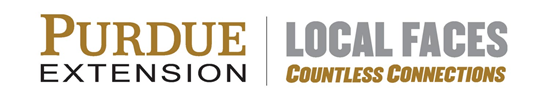 PURDUE
EXTENSION
LOCAL FACES
COUNTLESS CONNECTIONS